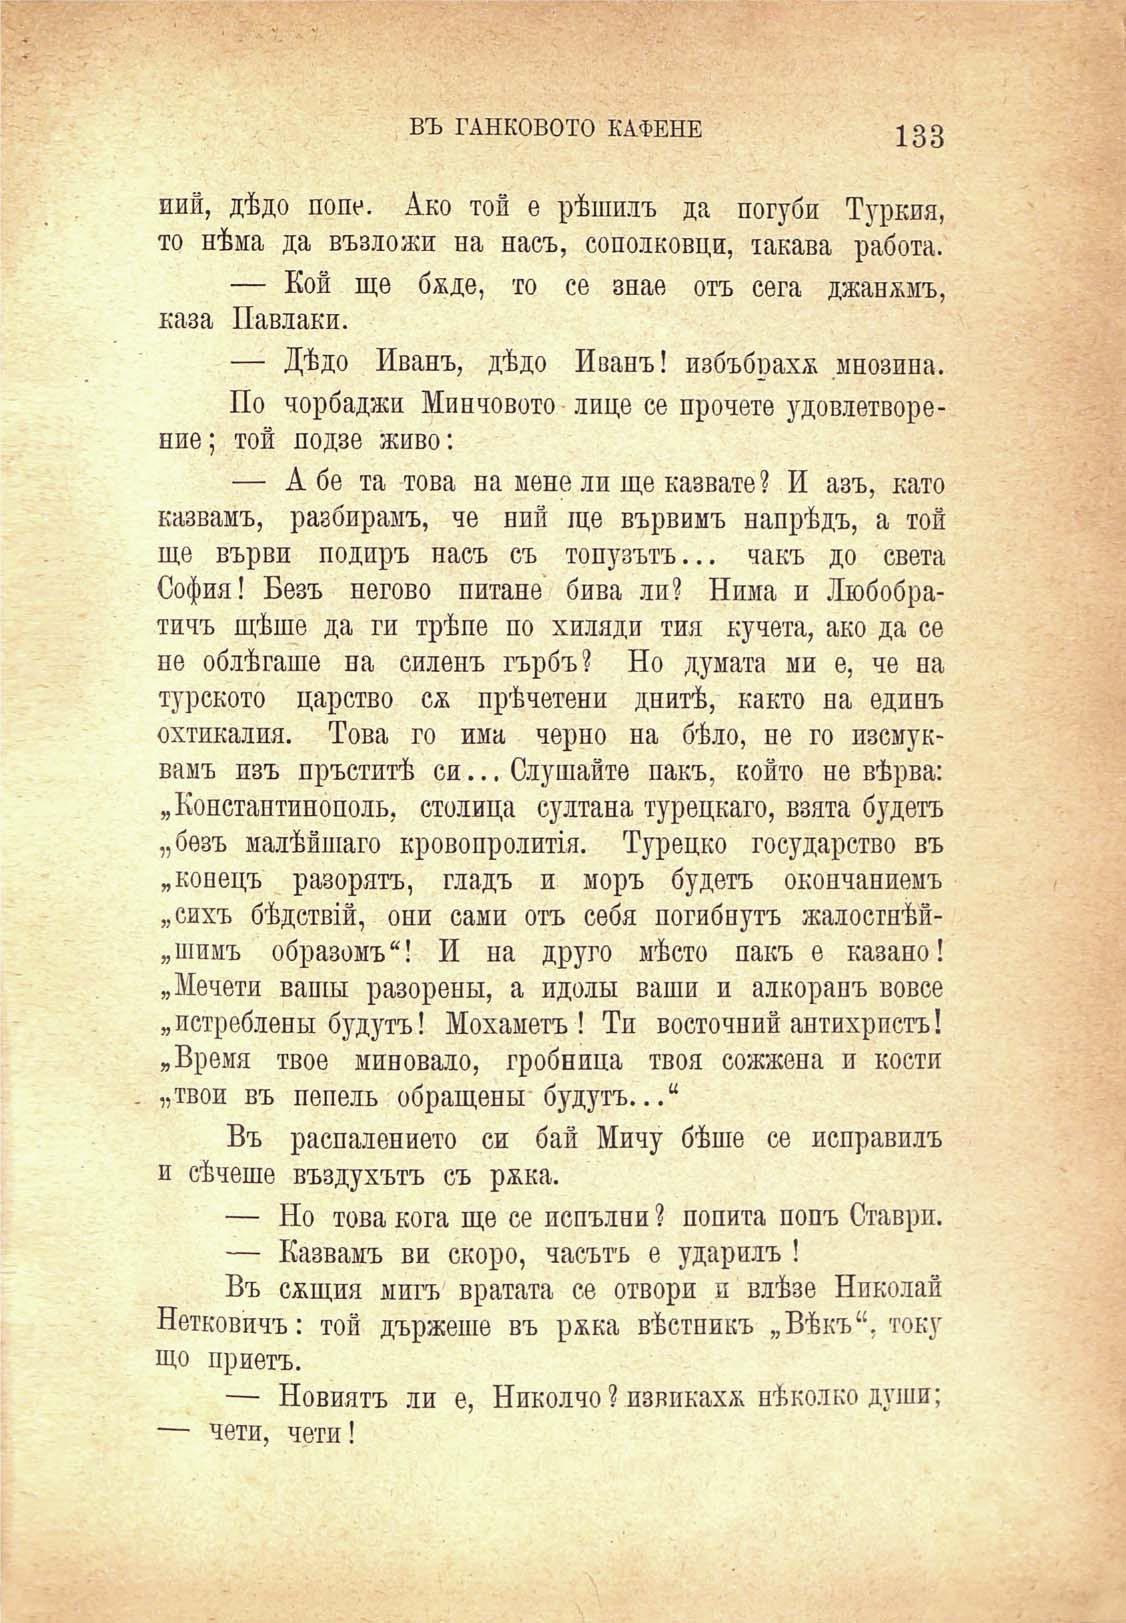 ВЪ ГАНКОВОТО КАФЕНЕ 133
ний, дѣдо попе. Ако той е рѣшилъ да погуби Туркия,
то нѣма да възложи на насъ, сополковци, такава работа.
— Кой ще бѫде, то се знае отъ сега джанѫмъ,
каза Павлаки.
— Дѣдо Иванъ, дѣдо Иванъ! избъбрахѫ мнозина.
По чорбаджи Минчовото лице се прочете удовлетворе-
ние; той подзе живо:
— А бе та това на мене ли ще казвате? И азъ, като
казвамъ, разбирамъ, че ний ще вървимъ напрѣдъ, а той
ще върви подиръ насъ съ топузътъ... чакъ до света
София! Безъ негово питане бива ли? Нима и Любобра-
тичъ щѣше да ги трѣпе по хиляди тия кучета, ако да се
не облѣгаше на силенъ гърбъ? Но думата ми е, че на
турското царство сѫ прѣчетени днитѣ, както на единъ
охтикалия. Това го има черно на бѣло, не го изсмук-
вамъ изъ пръститѣ си... Слушайте пакъ, който не вѣрва:
„Константинополь, столица султана турецкаго, взята будетъ
„безъ малѣйшаго кровопролитія. Турецко государство въ
„конецъ разорятъ, гладъ и моръ будетъ окончаниемъ
„сихъ бѣдствій, они сами отъ себя погибнутъ жалостнѣй-
„шимъ образомъ“! И на друго мѣсто пакъ е казано!
„Мечети вашы разорены, а идолы ваши и алкоранъ вовсе
„истреблены будутъ! Мохаметъ! Ти восточний антихристъ!
„Время твое миновало, гробница твоя сожжена и кости
„твои въ пепель обращены будутъ...“
Въ распалението си бай Мичу бѣше се исправилъ
и сѣчеше въздухътъ съ рѫка.
— Но това кога ще се испълни? попита попъ Ставри.
— Казвамъ ви скоро, часътъ е ударилъ!
Въ сѫщия мигъ вратата се отвори и влѣзе Николай
Нетковичъ: той държеше въ рѫка вѣстникъ „Вѣкъ“, току
що приетъ.
— Новиятъ ли е, Николчо? извикахѫ нѣколко души;
— чети, чети!